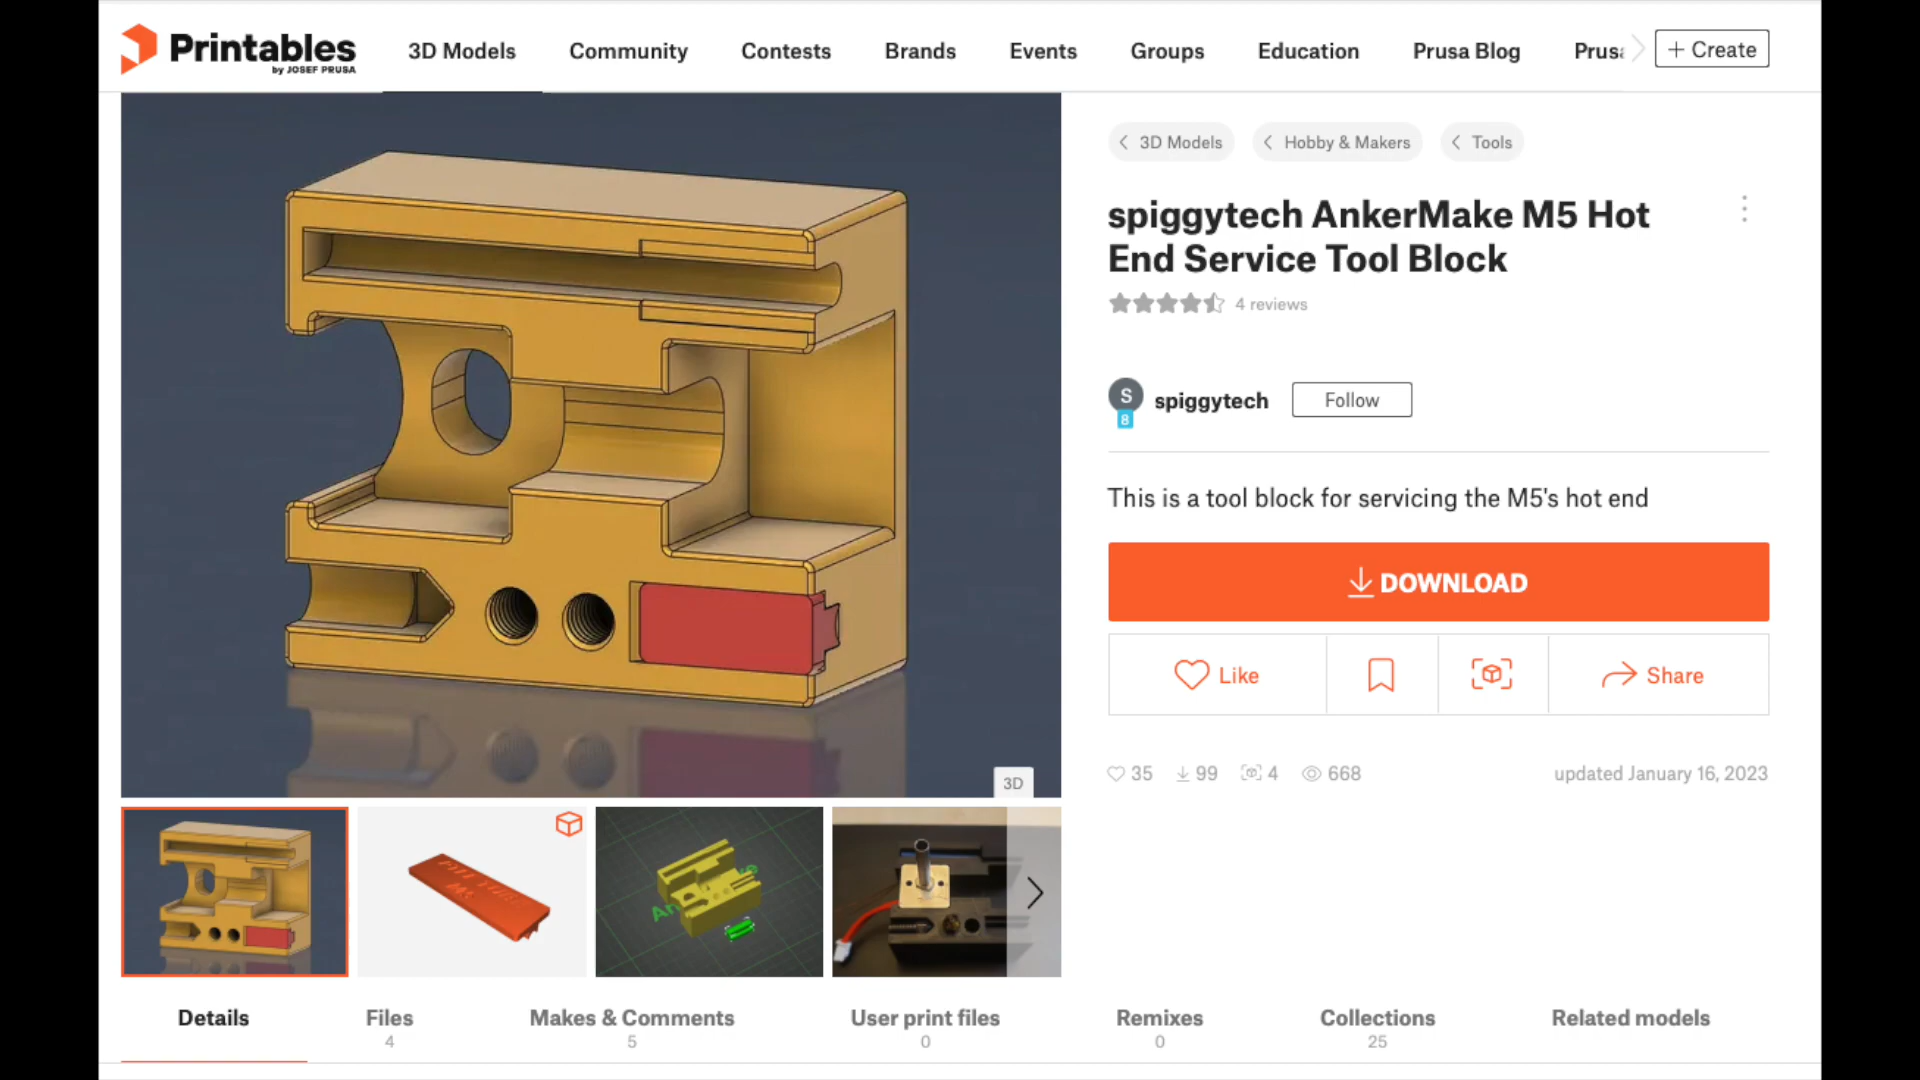 Printables
by JOSEF PRUSA
3D Models
Community
Contests
Brands
Events
Groups
Education
Prusa Blog
Prusa
+ Create
3D Models
Hobby & Makers
Tools
spiggytech AnkerMake M5 Hot
End Service Tool Block
4 reviews
S
8
spiggytech
Follow
This is a tool block for servicing the M5's hot end
DOWNLOAD
Like
Share
35
99
4
668
updated January 16, 2023
3D
Details
Files
4
Makes & Comments
5
User print files
0
Remixes
0
Collections
25
Related models